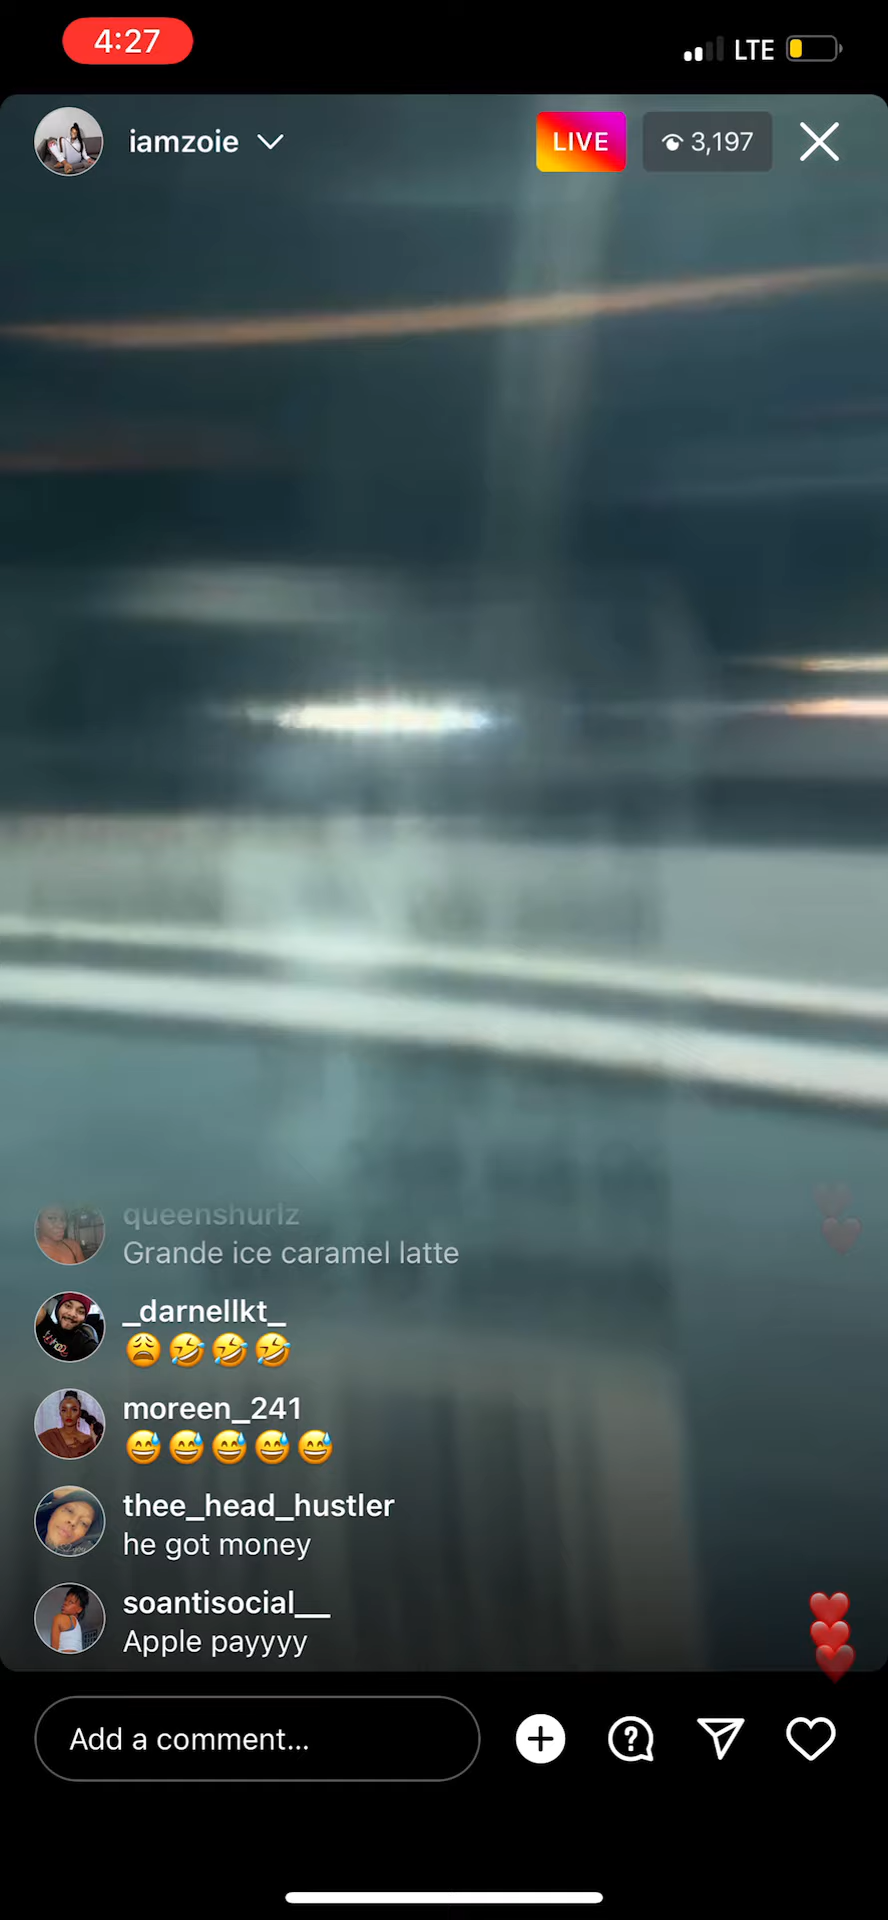 4:27
LTE
iamzoie
LIVE
3,197
queenshurlz
Grande ice caramel latte
_darnellkt_
😩🤣🤣🤣
moreen_241
😅😅😅😅😅
thee_head_hustler
he got money
soantisocial__
Apple payyyy
Add a comment...